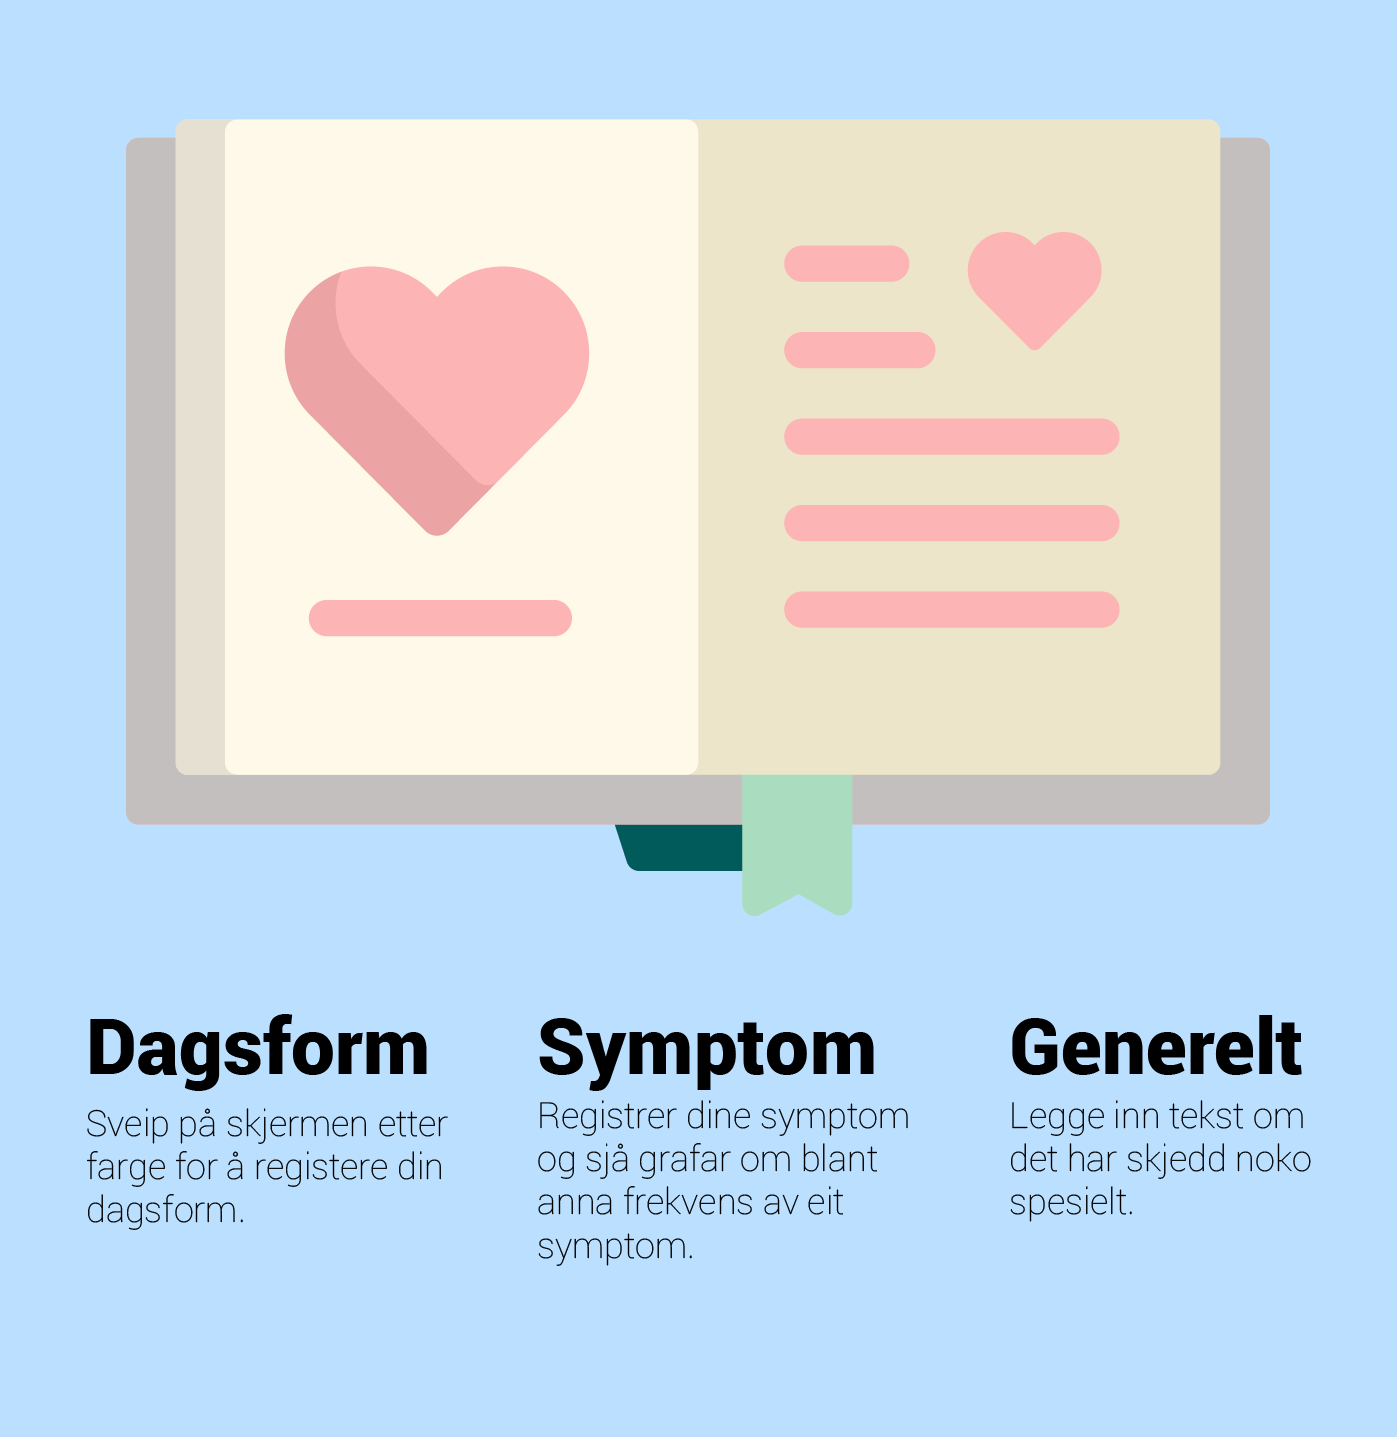 Dagsform
Sveip på skjermen etter
farge for å registere din
dagsform.
Symptom
Registrer dine symptom
og sjå grafar om blant
anna frekvens av eit
symptom.
Generelt
Legge inn tekst om
det har skjedd noko
spesielt.